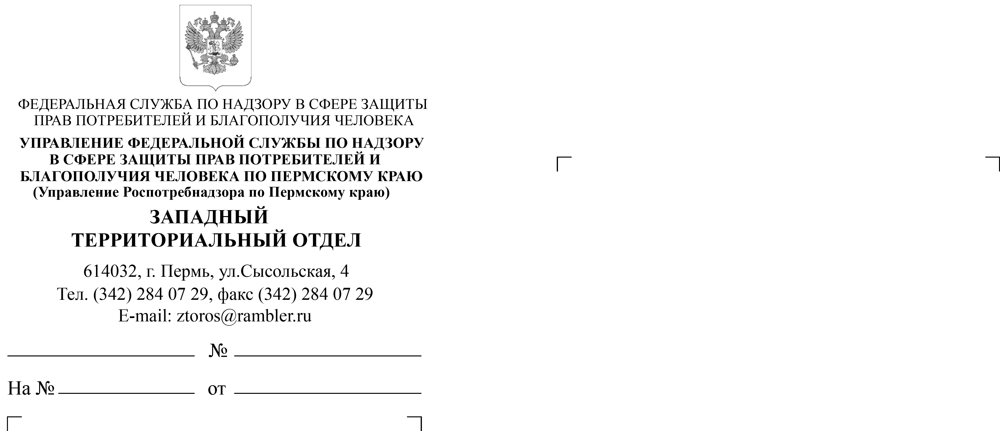 ФЕДЕРАЛЬНАЯ СЛУЖБА ПО НАДЗОРУ В СФЕРЕ ЗАЩИТЫ
ПРАВ ПОТРЕБИТЕЛЕЙ И БЛАГОПОЛУЧИЯ ЧЕЛОВЕКА
УПРАВЛЕНИЕ ФЕДЕРАЛЬНОЙ СЛУЖБЫ ПО НАДЗОРУ
В СФЕРЕ ЗАЩИТЫ ПРАВ ПОТРЕБИТЕЛЕЙ И
БЛАГОПОЛУЧИЯ ЧЕЛОВЕКА ПО ПЕРМСКОМУ КРАЮ
(Управление Роспотребнадзора по Пермскому краю)
ЗАПАДНЫЙ
ТЕРРИТОРИАЛЬНЫЙ ОТДЕЛ
614032, г. Пермь, ул.Сысольская, 4
Тел. (342) 284 07 29, факс (342) 284 07 29
E-mail: ztoros@rambler.ru
№
На № от